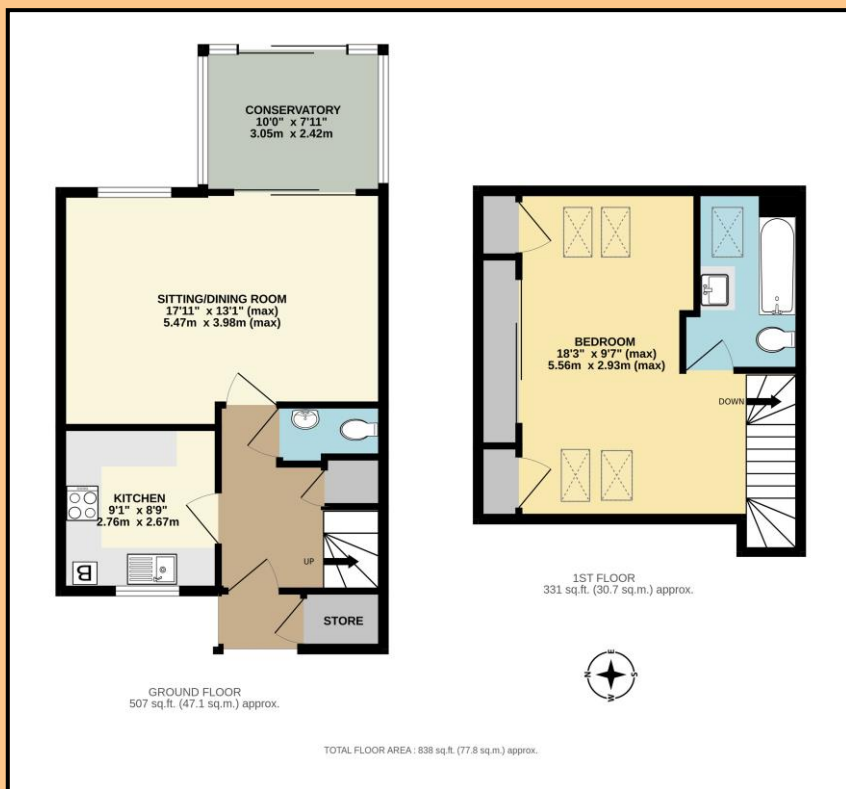 CONSERVATORY
10'0" x 7'11"
3.05m x 2.42m
SITTING/DINING ROOM
17'11" x 13'1" (max)
5.47m x 3.98m (max)
KITCHEN
9'1" x 8'9"
2.76m x 2.67m
B
UP
STORE
GROUND FLOOR
507 sq.ft. (47.1 sq.m.) approx.
BEDROOM
18'3" x 9'7" (max)
5.56m x 2.93m (max)
DOWN
1ST FLOOR
331 sq.ft. (30.7 sq.m.) approx.
E
N
S
W
TOTAL FLOOR AREA : 838 sq.ft. (77.8 sq.m.) approx.